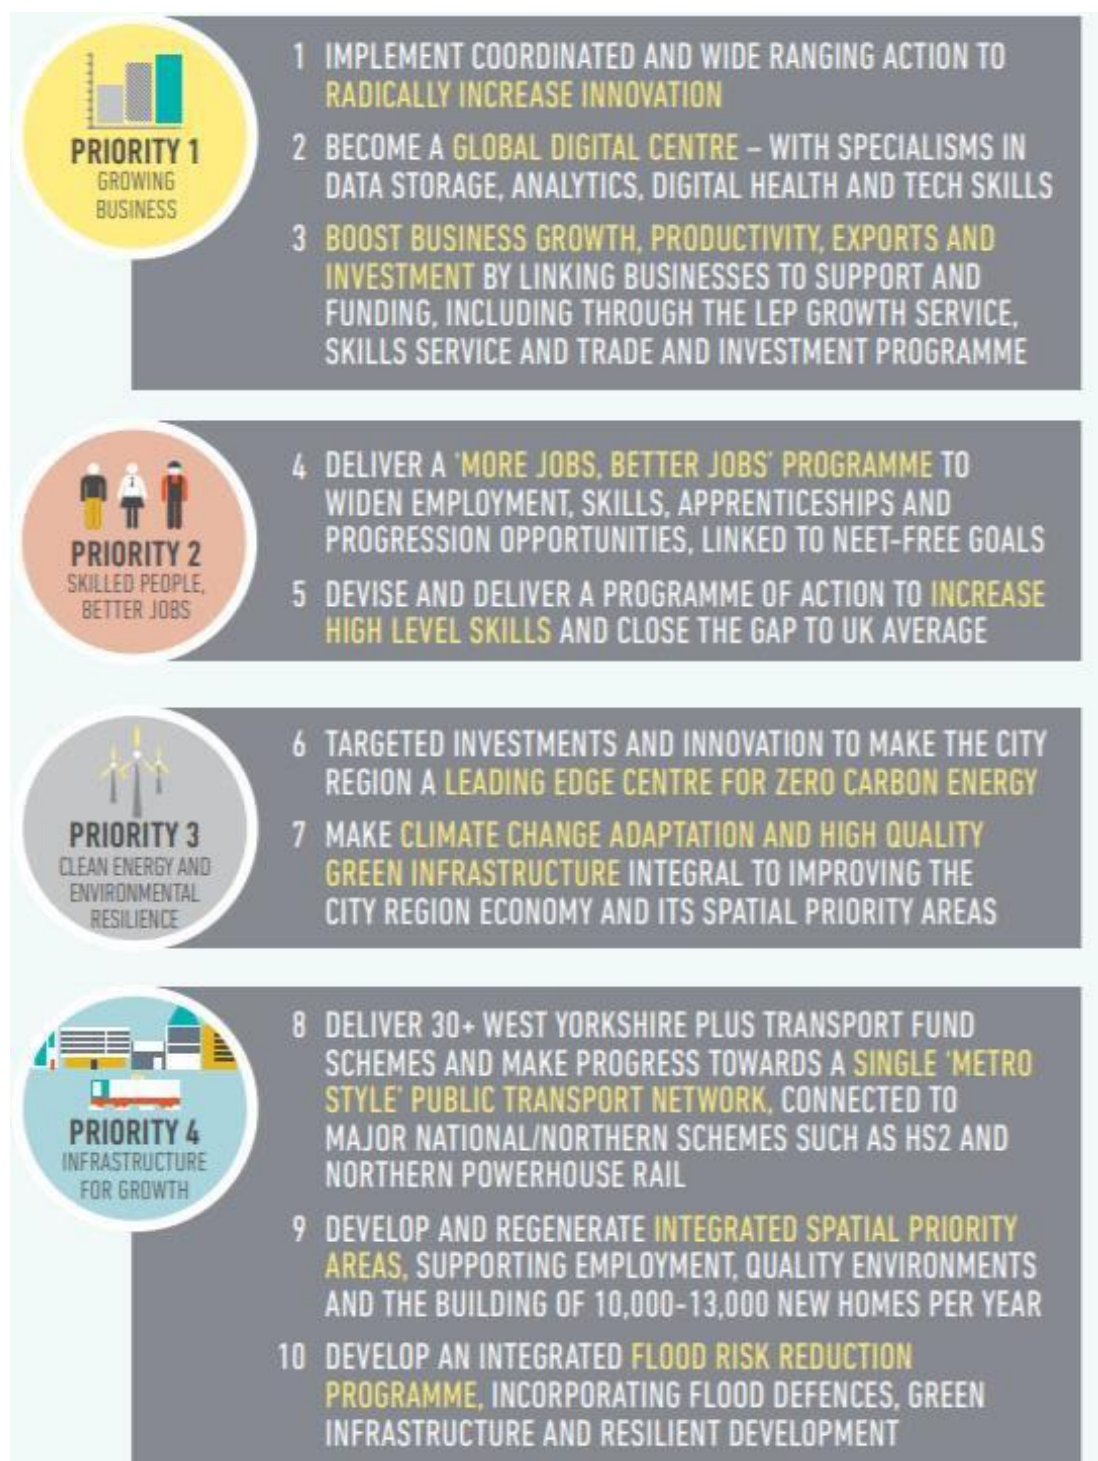 PRIORITY 1
GROWING
BUSINESS
1 IMPLEMENT COORDINATED AND WIDE RANGING ACTION TO
RADICALLY INCREASE INNOVATION
2 BECOME A GLOBAL DIGITAL CENTRE – WITH SPECIALISMS IN
DATA STORAGE, ANALYTICS, DIGITAL HEALTH AND TECH SKILLS
3 BOOST BUSINESS GROWTH, PRODUCTIVITY, EXPORTS AND
INVESTMENT BY LINKING BUSINESSES TO SUPPORT AND
FUNDING, INCLUDING THROUGH THE LEP GROWTH SERVICE,
SKILLS SERVICE AND TRADE AND INVESTMENT PROGRAMME
PRIORITY 2
SKILLED PEOPLE,
BETTER JOBS
4 DELIVER A 'MORE JOBS, BETTER JOBS' PROGRAMME TO
WIDEN EMPLOYMENT, SKILLS, APPRENTICESHIPS AND
PROGRESSION OPPORTUNITIES, LINKED TO NEET-FREE GOALS
5 DEVISE AND DELIVER A PROGRAMME OF ACTION TO INCREASE
HIGH LEVEL SKILLS AND CLOSE THE GAP TO UK AVERAGE
PRIORITY 3
CLEAN ENERGY AND
ENVIRONMENTAL
RESILIENCE
6 TARGETED INVESTMENTS AND INNOVATION TO MAKE THE CITY
REGION A LEADING EDGE CENTRE FOR ZERO CARBON ENERGY
7 MAKE CLIMATE CHANGE ADAPTATION AND HIGH QUALITY
GREEN INFRASTRUCTURE INTEGRAL TO IMPROVING THE
CITY REGION ECONOMY AND ITS SPATIAL PRIORITY AREAS
PRIORITY 4
INFRASTRUCTURE
FOR GROWTH
8 DELIVER 30+ WEST YORKSHIRE PLUS TRANSPORT FUND
SCHEMES AND MAKE PROGRESS TOWARDS A SINGLE 'METRO
STYLE' PUBLIC TRANSPORT NETWORK, CONNECTED TO
MAJOR NATIONAL/NORTHERN SCHEMES SUCH AS HS2 AND
NORTHERN POWERHOUSE RAIL
9 DEVELOP AND REGENERATE INTEGRATED SPATIAL PRIORITY
AREAS, SUPPORTING EMPLOYMENT, QUALITY ENVIRONMENTS
AND THE BUILDING OF 10,000-13,000 NEW HOMES PER YEAR
10 DEVELOP AN INTEGRATED FLOOD RISK REDUCTION
PROGRAMME, INCORPORATING FLOOD DEFENCES, GREEN
INFRASTRUCTURE AND RESILIENT DEVELOPMENT